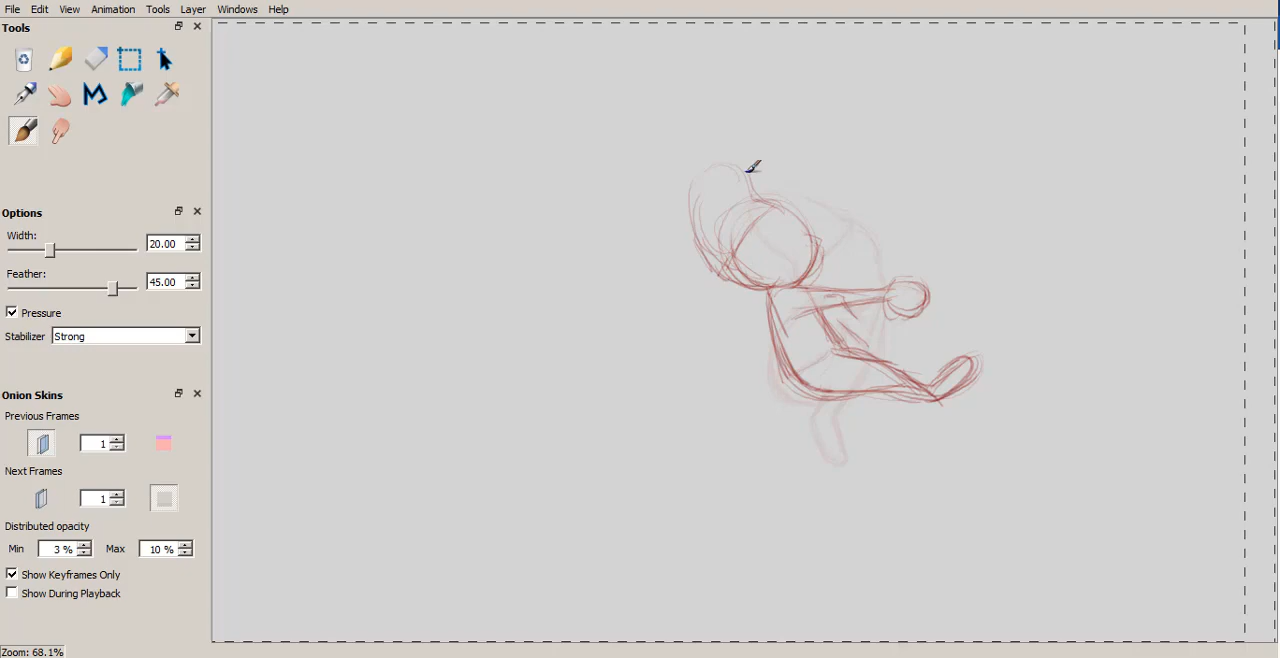 File Edit View Animation Tools Layer Windows Help
Tools
Options
Width:
20.00
Feather:
45.00
Pressure
Stabilizer Strong
Onion Skins
Previous Frames
1
Next Frames
1
Distributed opacity
Min 3 % Max 10 %
Show Keyframes Only
Show During Playback
Zoom: 68.1%